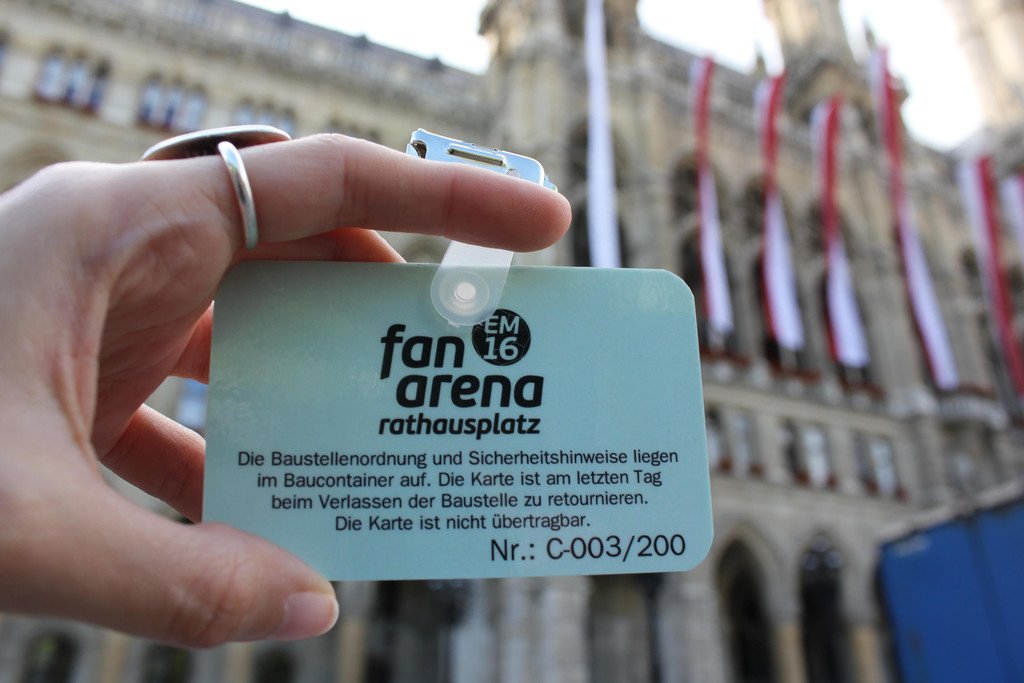 fan EM
16
arena
rathausplatz
Die Baustellenordnung und Sicherheitshinweise liegen
im Baucontainer auf. Die Karte ist am letzten Tag
beim Verlassen der Baustelle zu retournieren.
Die Karte ist nicht übertragbar.
Nr.: C-003/200